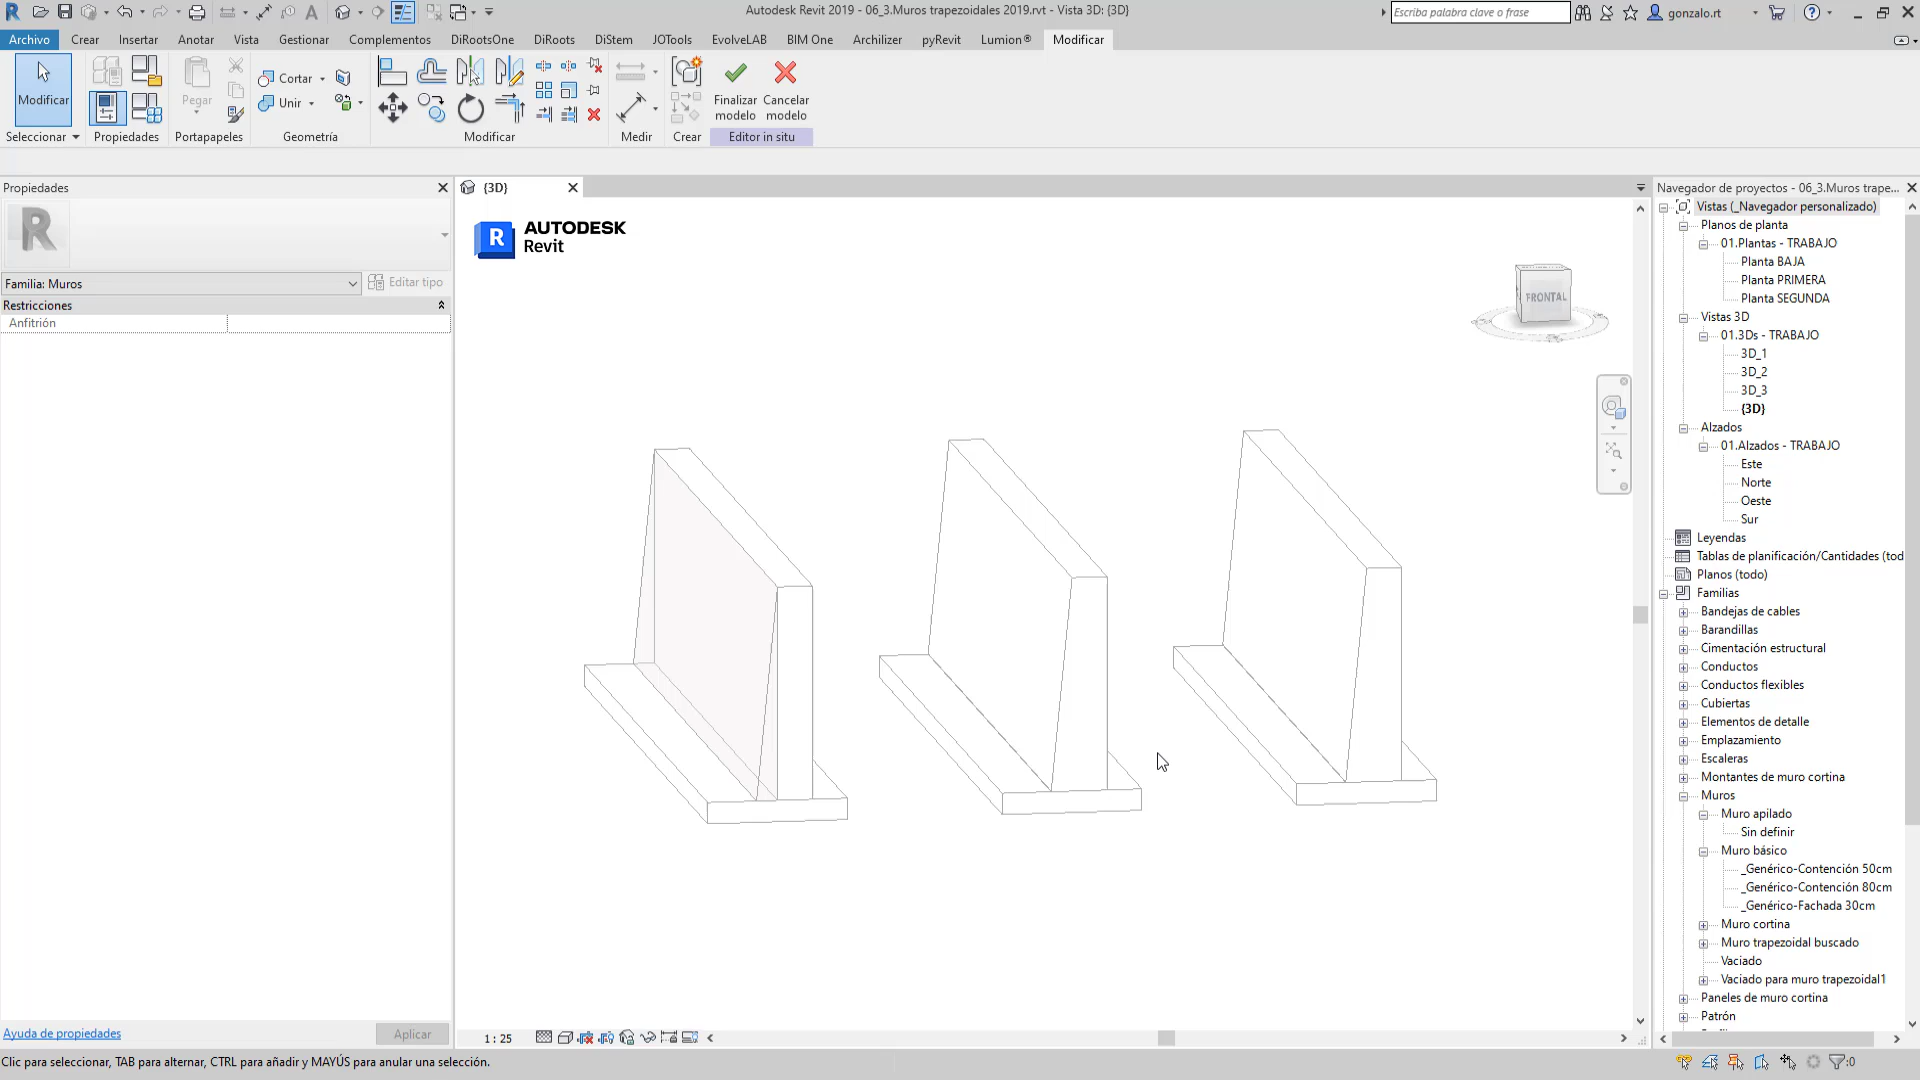 Autodesk Revit 2019 - 06_3.Muros trapezoidales 2019.rvt - Vista 3D: {3D}
Escriba palabra clave o frase
gonzalo.rt
Archivo
Crear
Insertar
Anotar
Vista
Gestionar
Complementos
DiRootsOne
DiRoots
DiStem
JOTools
EvolveLAB
BIM One
Archilizer
pyRevit
Lumion®
Modificar
Modificar
Pegar
Cortar
Unir
Finalizar modelo
Cancelar modelo
Seleccionar
Propiedades
Portapapeles
Geometría
Modificar
Medir
Crear
Editor in situ
Propiedades
Familia: Muros
Editar tipo
Restricciones
Anfitrión
Ayuda de propiedades
Aplicar
{3D}
R AUTODESK
Revit
FRONTAL
1 : 25
Navegador de proyectos - 06_3.Muros trape...
Vistas (_Navegador personalizado)
Planos de planta
01.Plantas - TRABAJO
Planta BAJA
Planta PRIMERA
Planta SEGUNDA
Vistas 3D
01.3Ds - TRABAJO
3D_1
3D_2
3D_3
{3D}
Alzados
01.Alzados - TRABAJO
Este
Norte
Oeste
Sur
Leyendas
Tablas de planificación/Cantidades (tod
Planos (todo)
Familias
Bandejas de cables
Barandillas
Cimentación estructural
Conductos
Conductos flexibles
Cubiertas
Elementos de detalle
Emplazamiento
Escaleras
Montantes de muro cortina
Muros
Muro apilado
Sin definir
Muro básico
_Genérico-Contención 50cm
_Genérico-Contención 80cm
_Genérico-Fachada 30cm
Muro cortina
Muro trapezoidal buscado
Vaciado
Vaciado para muro trapezoidal1
Paneles de muro cortina
Patrón
Clic para seleccionar, TAB para alternar, CTRL para añadir y MAYÚS para anular una selección.
:0